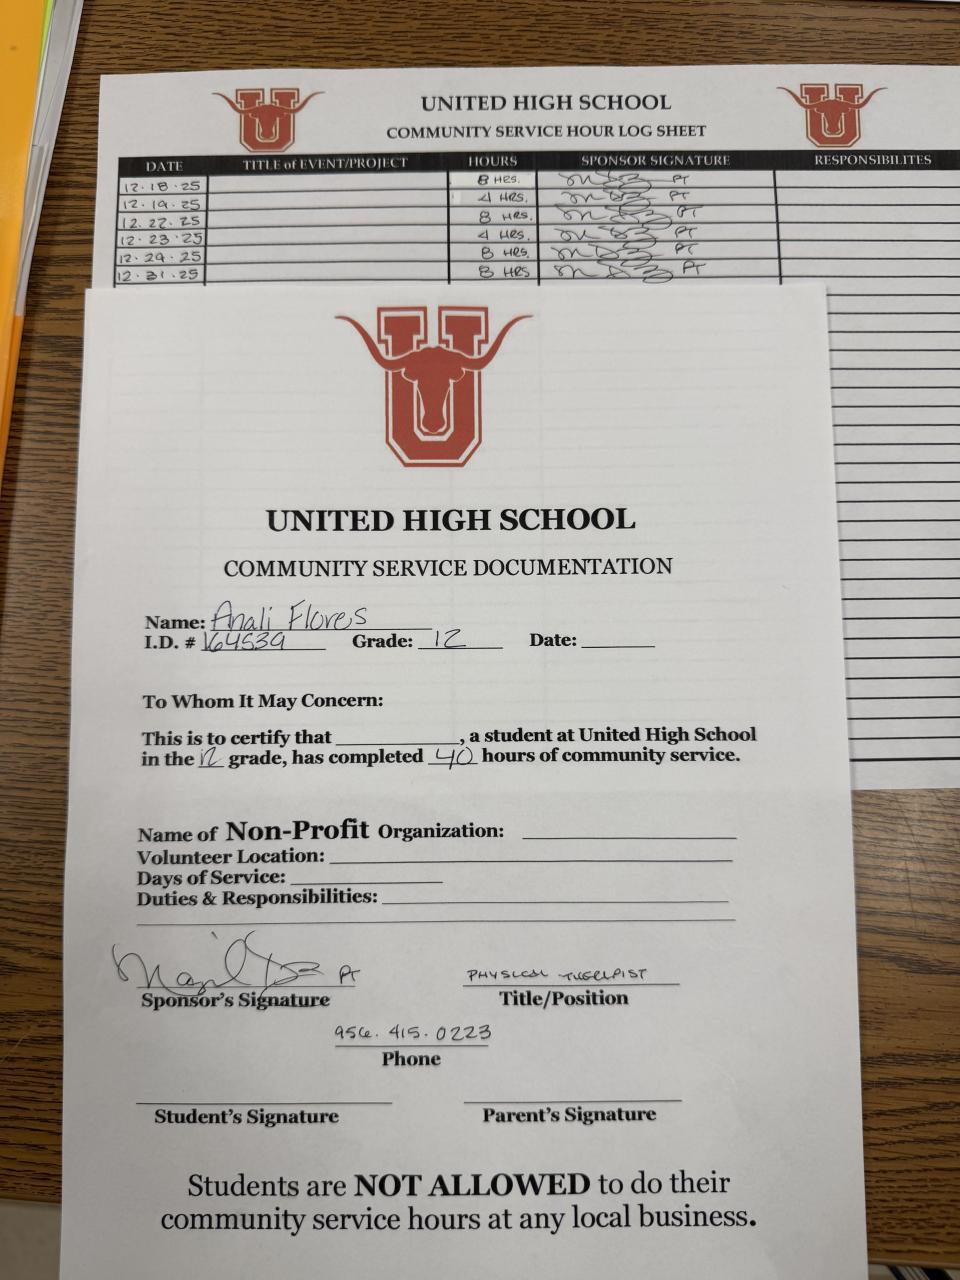 UNITED HIGH SCHOOL
COMMUNITY SERVICE HOUR LOG SHEET
DATE TITLE of EVENT/PROJECT HOURS SPONSOR SIGNATURE RESPONSIBILITES
12.18.25 8 HRS. PT
12.19.25 4 HRS. PT
12.22.25 8 HRS. PT
12.23.25 4 HRS. PT
12.29.25 8 HRS. PT
12.31.25 8 HRS PT
U
UNITED HIGH SCHOOL
COMMUNITY SERVICE DOCUMENTATION
Name: Anali Flores
I.D. # 164539 Grade: 12 Date:
To Whom It May Concern:
This is to certify that , a student at United High School
in the 12 grade, has completed 40 hours of community service.
Name of Non-Profit Organization:
Volunteer Location:
Days of Service:
Duties & Responsibilities:
PT PHYSICAL
Sponsor's Signature Title/Position
956.415.0223
Phone
Student's Signature Parent's Signature
Students are NOT ALLOWED to do their
community service hours at any local business.